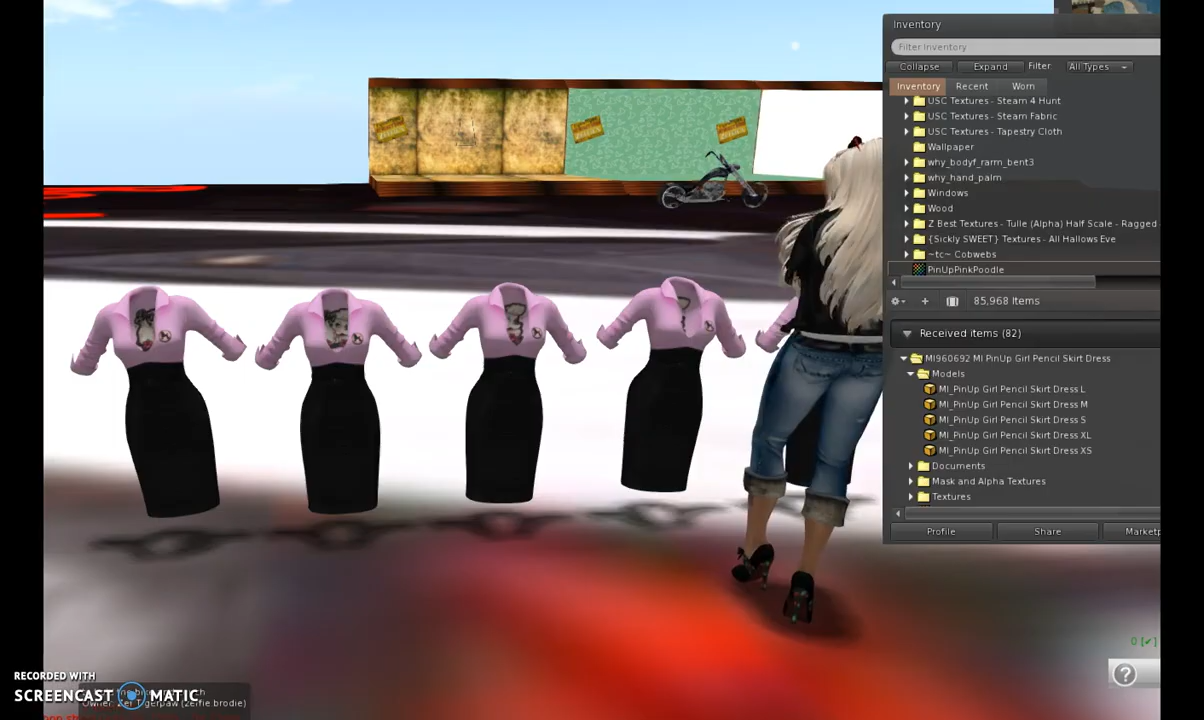 Inventory
Filter Inventory
Collapse Expand Filter: All Types
Inventory Recent Worn
USC Textures - Steam 4 Hunt
USC Textures - Steam Fabric
USC Textures - Tapestry Cloth
Wallpaper
why_bodyf_rarm_bent3
why_hand_palm
Windows
Wood
Z Best Textures - Tulle (Alpha) Half Scale - Ragged
{Sickly SWEET} Textures - All Hallows Eve
~tc~ Cobwebs
PinUpPinkPoodle
85,968 Items
Received items (82)
MI960692 MI PinUp Girl Pencil Skirt Dress
Models
MI_PinUp Girl Pencil Skirt Dress L
MI_PinUp Girl Pencil Skirt Dress M
MI_PinUp Girl Pencil Skirt Dress S
MI_PinUp Girl Pencil Skirt Dress XL
MI_PinUp Girl Pencil Skirt Dress XS
Documents
Mask and Alpha Textures
Textures
Profile Share Marketp
0 [✔]
?
RECORDED WITH
SCREENCAST MATIC
(zelfie.brodie)